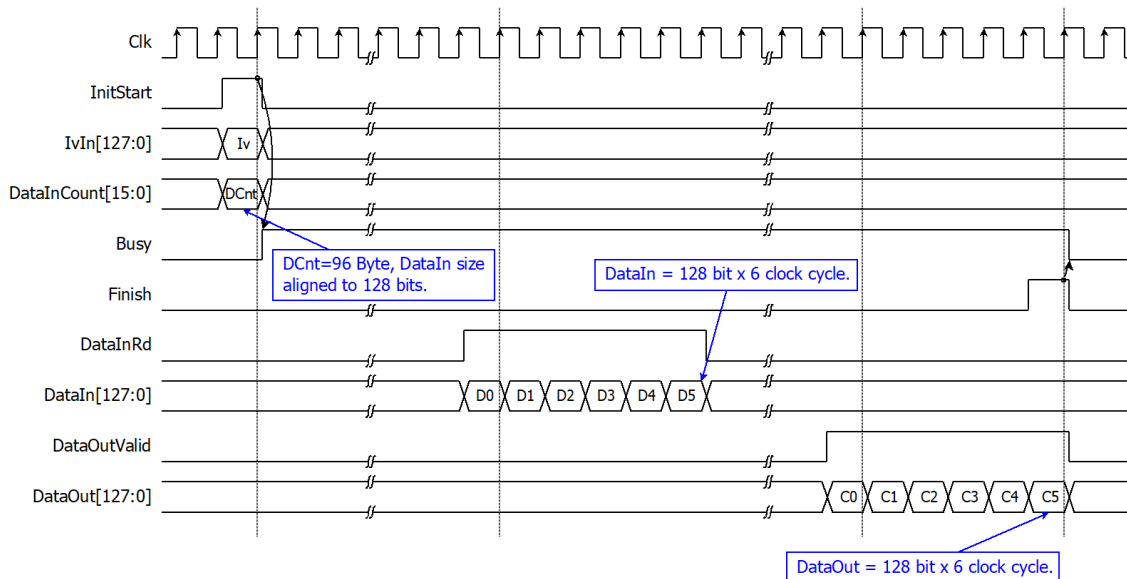 Clk
InitStart
IvIn[127:0]
Iv
DataInCount[15:0]
DCnt
Busy
DCnt=96 Byte, DataIn size
aligned to 128 bits.
DataIn = 128 bit x 6 clock cycle.
Finish
DataInRd
DataIn[127:0]
D0 D1 D2 D3 D4 D5
DataOutValid
DataOut[127:0]
C0 C1 C2 C3 C4 C5
DataOut = 128 bit x 6 clock cycle.